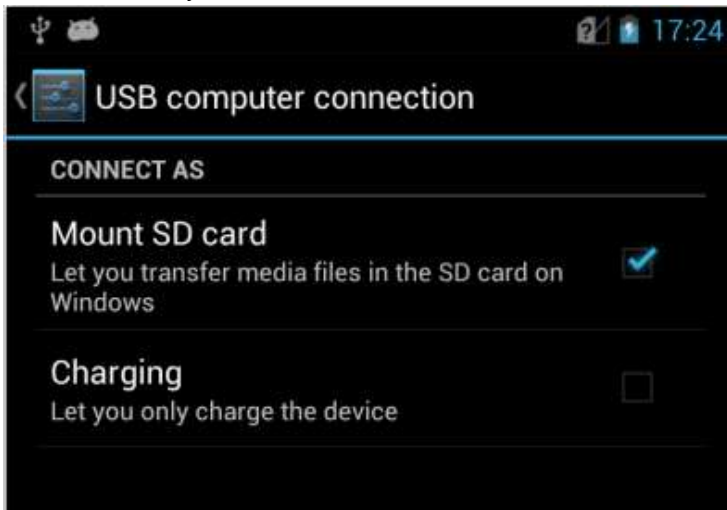 17:24
USB computer connection
CONNECT AS
Mount SD card
Let you transfer media files in the SD card on
Windows
Charging
Let you only charge the device